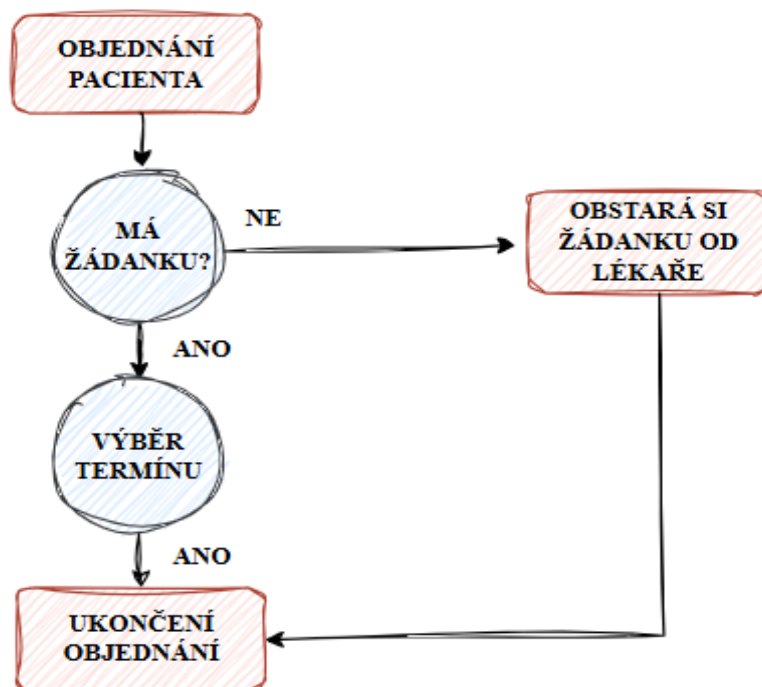 OBJEDNÁNÍ
PACIENTA
MÁ
ŽÁDANKU?
NE
OBSTARÁ SI
ŽÁDANKU OD
LÉKAŘE
ANO
VÝBĚR
TERMÍNU
ANO
UKONČENÍ
OBJEDNÁNÍ